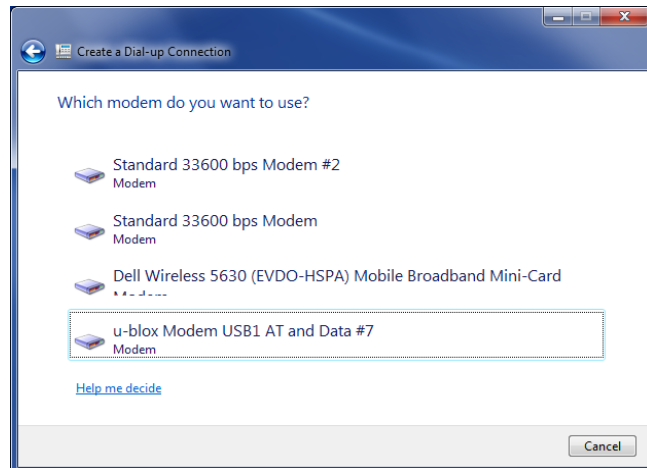 Create a Dial-up Connection
Which modem do you want to use?
Standard 33600 bps Modem #2
Modem
Standard 33600 bps Modem
Modem
Dell Wireless 5630 (EVDO-HSPA) Mobile Broadband Mini-Card
Modem
u-blox Modem USB1 AT and Data #7
Modem
Help me decide
Cancel